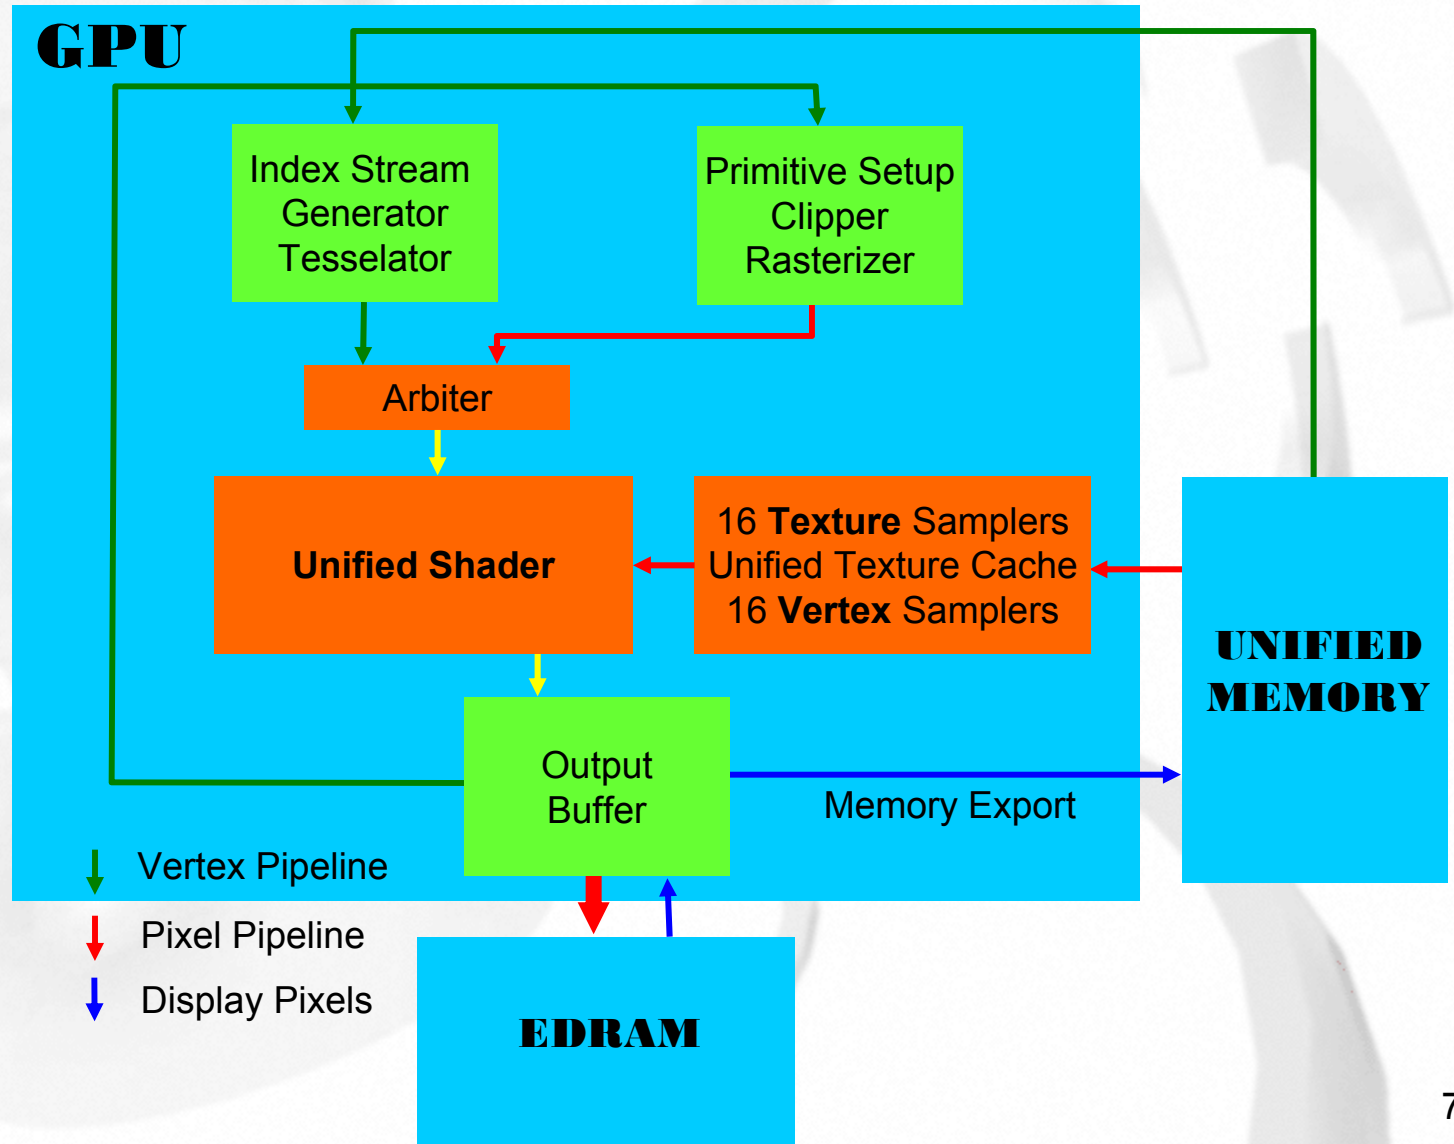 GPU
Index Stream
Generator
Tesselator
Primitive Setup
Clipper
Rasterizer
Arbiter
Unified Shader
16 Texture Samplers
Unified Texture Cache
16 Vertex Samplers
UNIFIED
MEMORY
Output
Buffer
Memory Export
Vertex Pipeline
Pixel Pipeline
Display Pixels
EDRAM
7